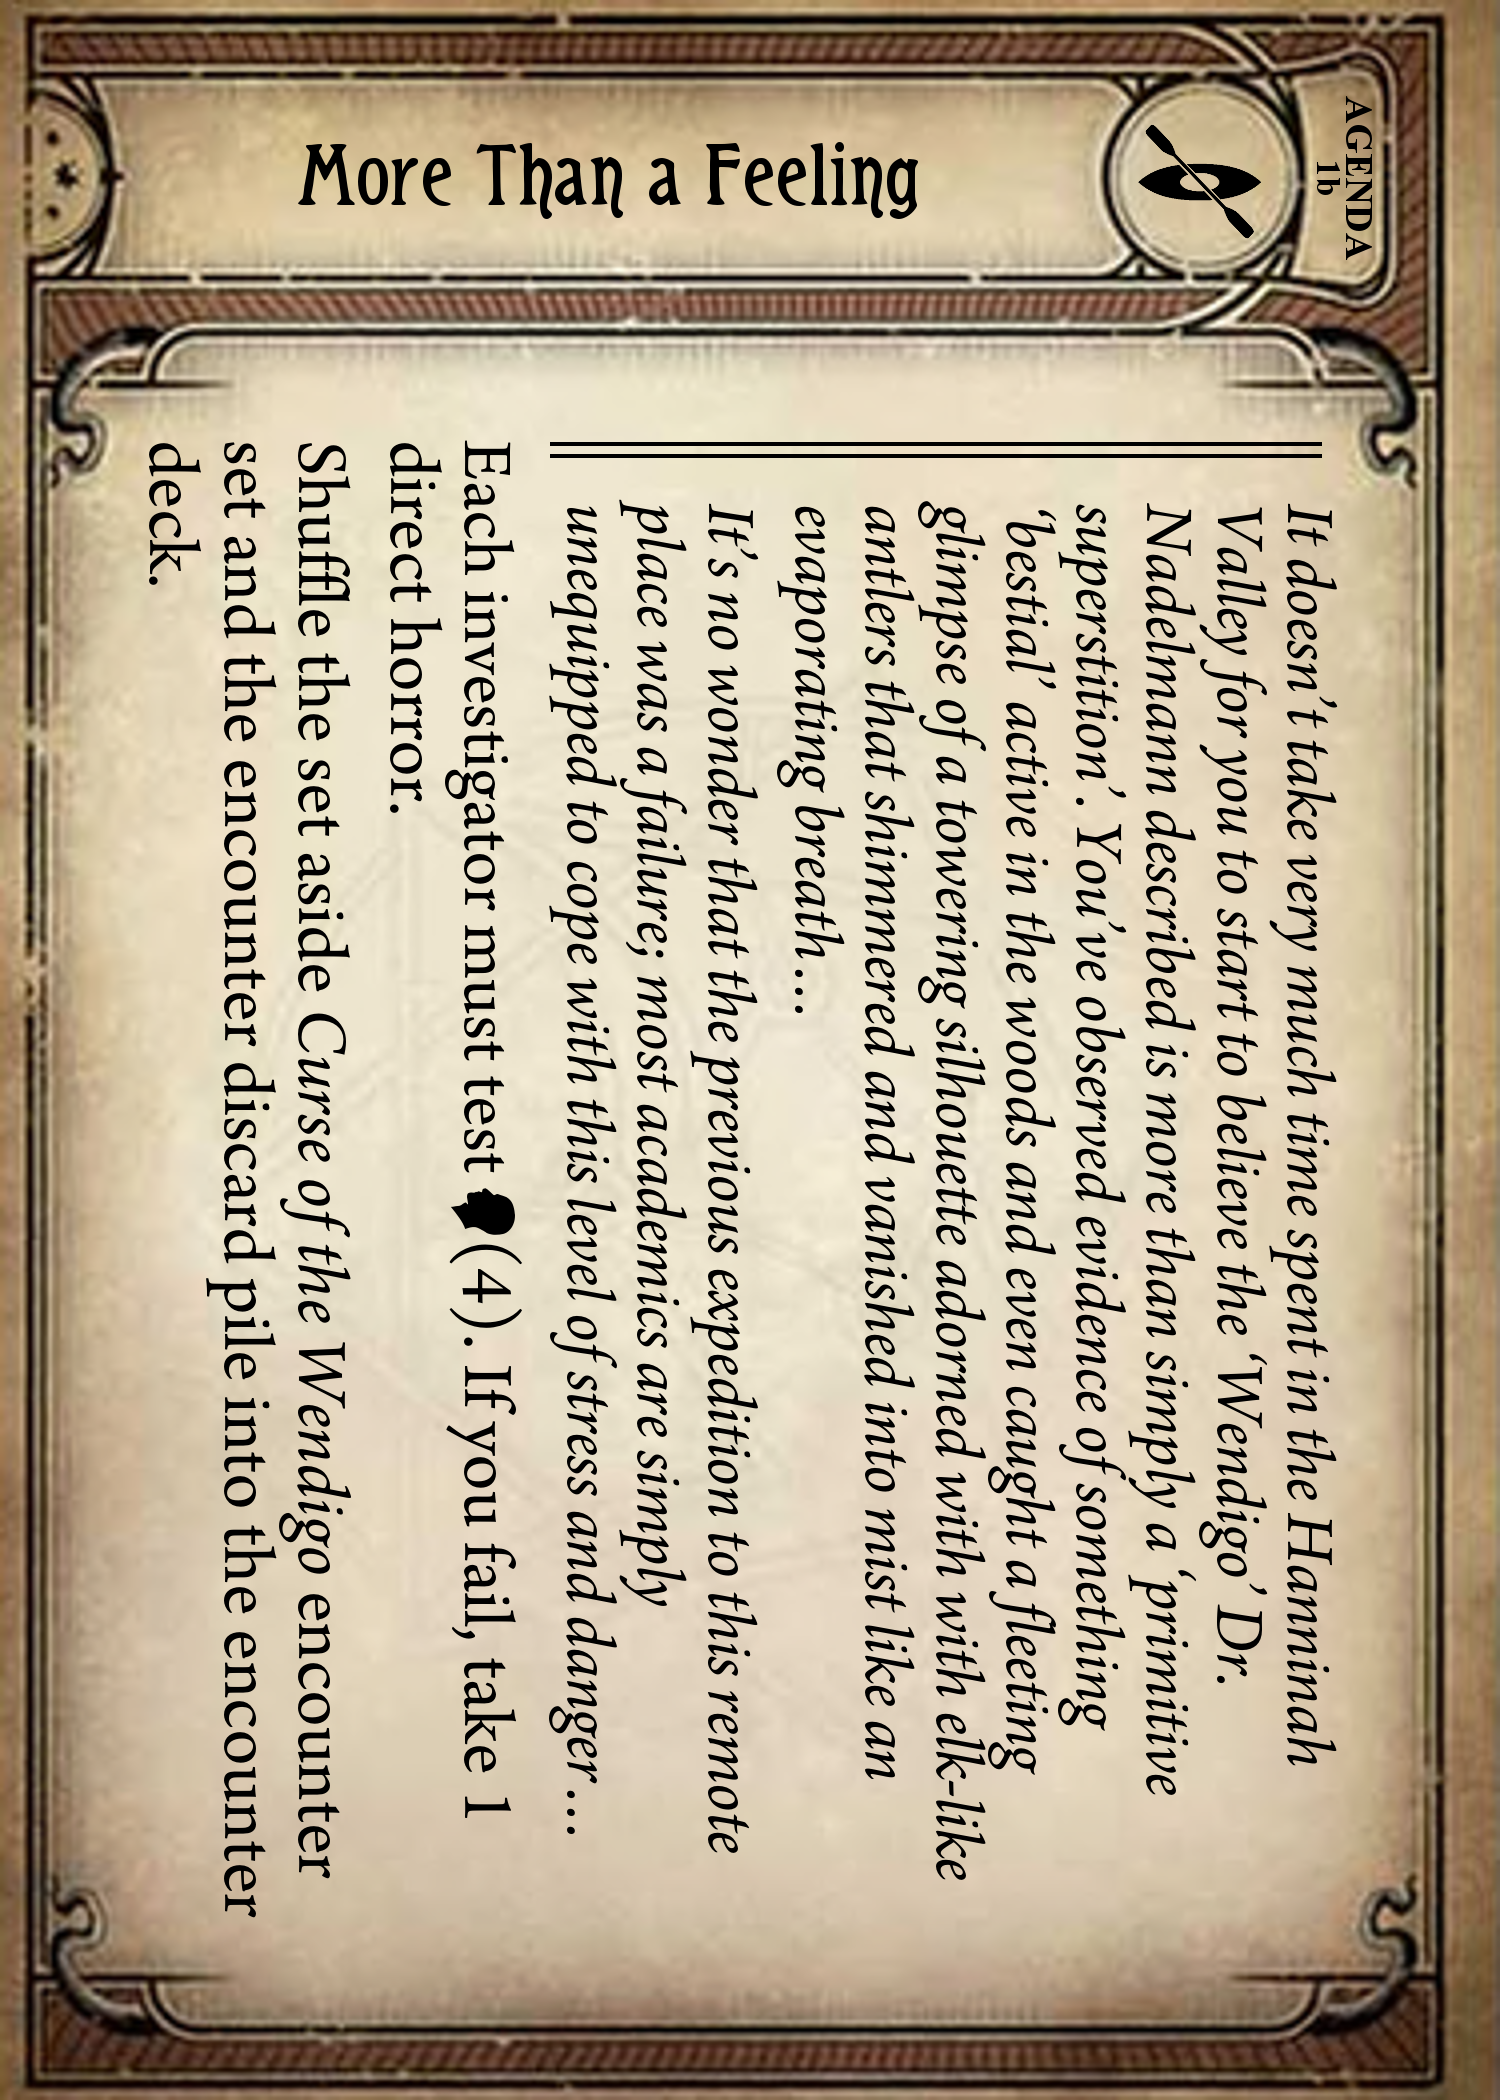 AGENDA
1b
More Than a Feeling
It doesn’t take very much time spent in the Hanninah
Valley for you to start to believe the ‘Wendigo’ Dr.
Nadelmann described is more than simply a ‘primitive
superstition’. You’ve observed evidence of something
‘bestial’ active in the woods and even caught a fleeting
glimpse of a towering silhouette adorned with with elk-like
antlers that shimmered and vanished into mist like an
evaporating breath…
It’s no wonder that the previous expedition to this remote
place was a failure; most academics are simply
unequipped to cope with this level of stress and danger…
Each investigator must test (4). If you fail, take 1
direct horror.
Shuffle the set aside Curse of the Wendigo encounter
set and the encounter discard pile into the encounter
deck.